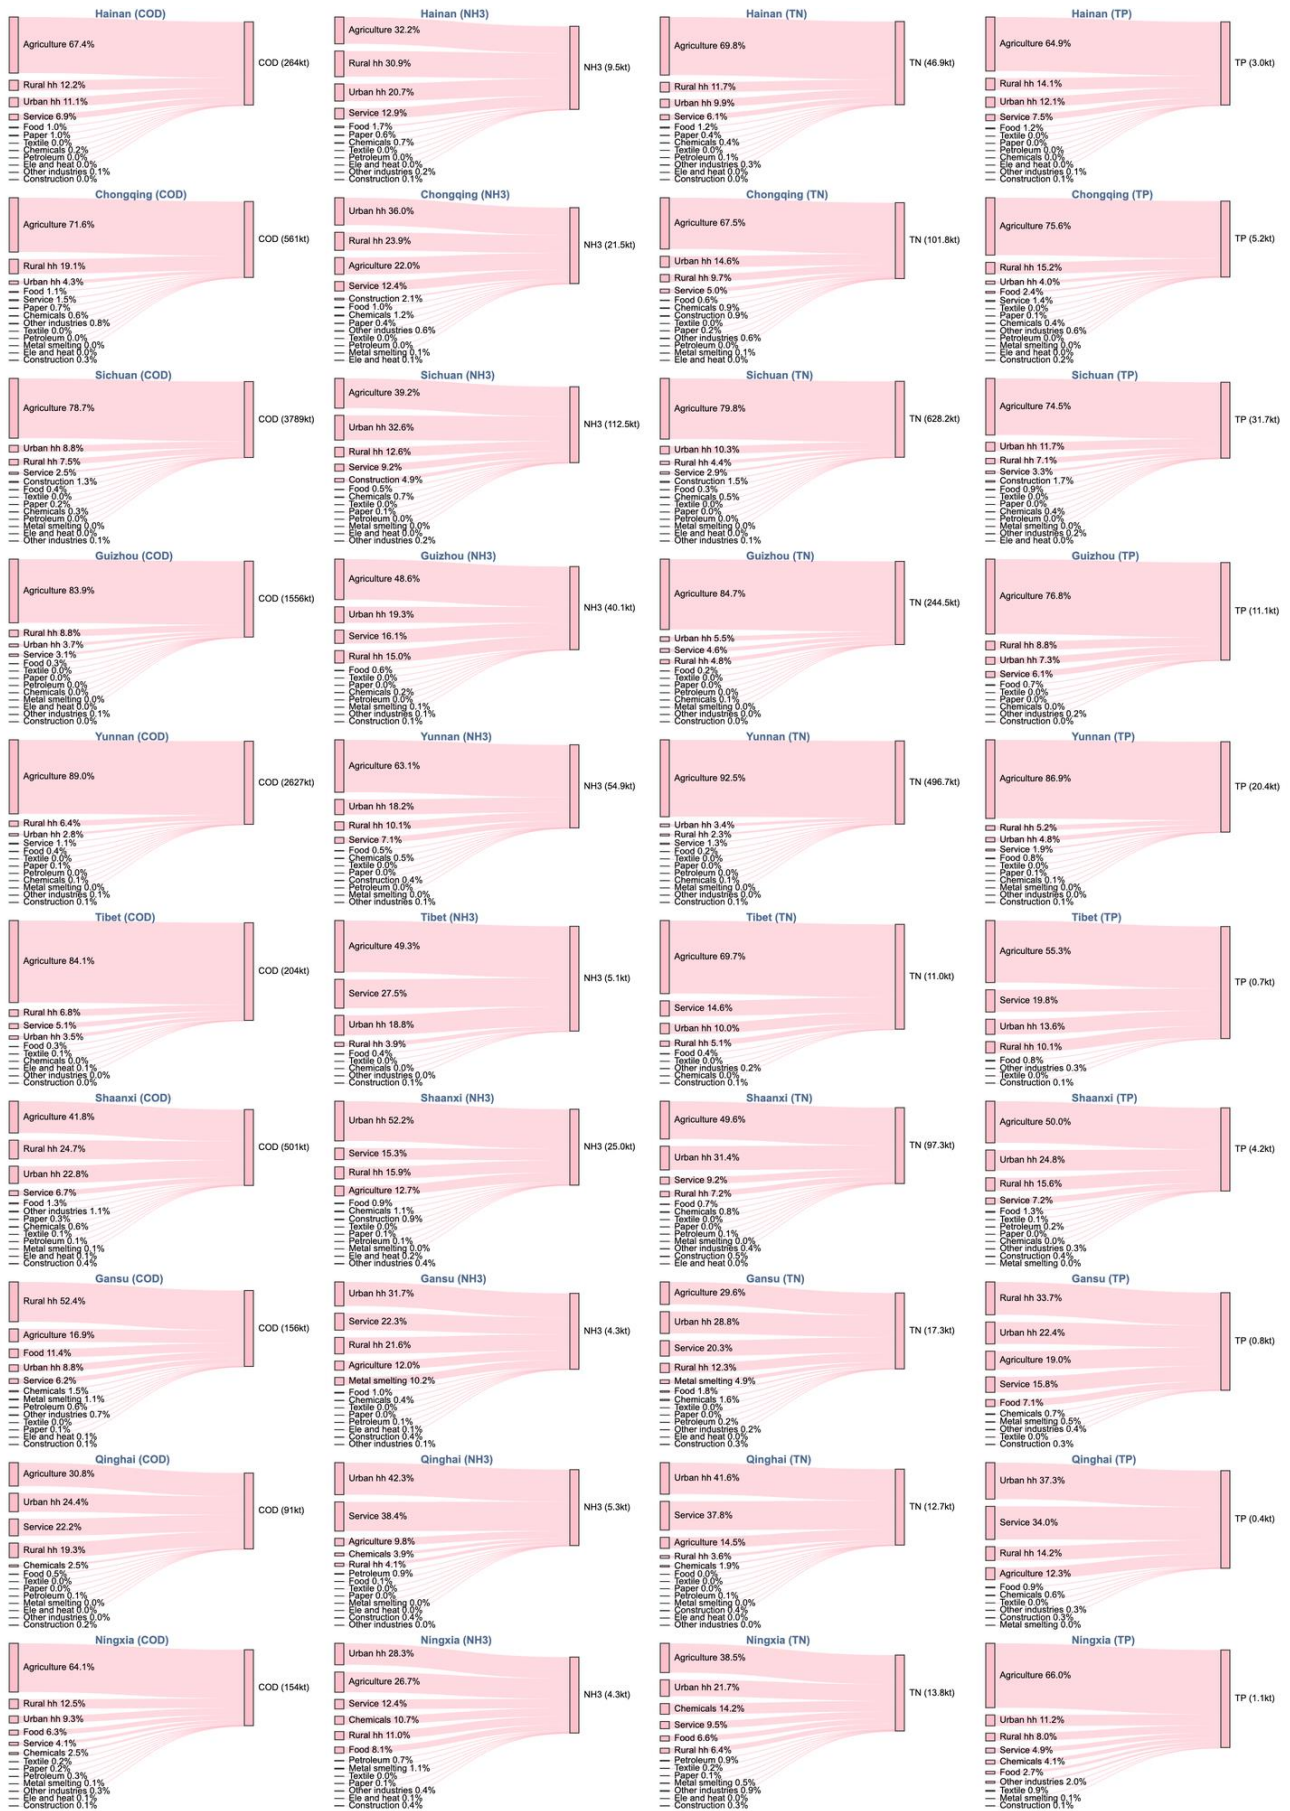 Hainan (COD)
Agriculture 67.4%
COD (264kt)
Rural hh 12.2%
Urban hh 11.1%
Service 6.9%
Food 1.0%
Paper 1.0%
Textile 0.0%
Chemicals 0.2%
Petroleum 0.0%
Ele and heat 0.0%
Other industries 0.1%
Construction 0.0%
Hainan (NH3)
Agriculture 32.2%
Rural hh 30.9%
NH3 (9.5kt)
Urban hh 20.7%
Service 12.9%
Food 1.7%
Paper 0.6%
Chemicals 0.7%
Textile 0.0%
Petroleum 0.0%
Ele and heat 0.0%
Other industries 0.2%
Construction 0.1%
Hainan (TN)
Agriculture 69.8%
TN (46.9kt)
Rural hh 11.7%
Urban hh 9.9%
Service 6.1%
Food 1.2%
Paper 0.4%
Chemicals 0.4%
Textile 0.0%
Petroleum 0.1%
Other industries 0.3%
Ele and heat 0.0%
Construction 0.0%
Hainan (TP)
Agriculture 64.9%
TP (3.0kt)
Rural hh 14.1%
Urban hh 12.1%
Service 7.5%
Food 1.2%
Textile 0.0%
Paper 0.0%
Petroleum 0.0%
Chemicals 0.0%
Ele and heat 0.0%
Other industries 0.1%
Construction 0.1%
Chongqing (COD)
Agriculture 71.6%
COD (561kt)
Rural hh 19.1%
Urban hh 4.3%
Food 1.1%
Service 1.5%
Paper 0.7%
Chemicals 0.6%
Other industries 0.8%
Textile 0.0%
Petroleum 0.0%
Metal smelting 0.0%
Ele and heat 0.0%
Construction 0.3%
Chongqing (NH3)
Urban hh 36.0%
Rural hh 23.9%
NH3 (21.5kt)
Agriculture 22.0%
Service 12.4%
Construction 2.1%
Food 1.0%
Chemicals 1.2%
Paper 0.4%
Other industries 0.6%
Textile 0.0%
Petroleum 0.0%
Metal smelting 0.1%
Ele and heat 0.1%
Chongqing (TN)
Agriculture 67.5%
TN (101.8kt)
Urban hh 14.6%
Rural hh 9.7%
Service 5.0%
Food 0.6%
Chemicals 0.9%
Construction 0.9%
Textile 0.0%
Paper 0.2%
Other industries 0.6%
Petroleum 0.0%
Metal smelting 0.1%
Ele and heat 0.0%
Chongqing (TP)
Agriculture 75.6%
TP (5.2kt)
Rural hh 15.2%
Urban hh 4.0%
Food 2.4%
Service 1.4%
Textile 0.0%
Paper 0.1%
Chemicals 0.4%
Other industries 0.6%
Petroleum 0.0%
Metal smelting 0.0%
Ele and heat 0.0%
Construction 0.2%
Sichuan (COD)
Agriculture 78.7%
COD (3789kt)
Urban hh 8.8%
Rural hh 7.5%
Service 2.5%
Construction 1.3%
Food 0.4%
Textile 0.0%
Paper 0.2%
Chemicals 0.3%
Petroleum 0.0%
Metal smelting 0.0%
Ele and heat 0.0%
Other industries 0.1%
Sichuan (NH3)
Agriculture 39.2%
NH3 (112.5kt)
Urban hh 32.6%
Rural hh 12.6%
Service 9.2%
Construction 4.9%
Food 0.5%
Chemicals 0.7%
Textile 0.0%
Paper 0.1%
Petroleum 0.0%
Metal smelting 0.0%
Ele and heat 0.0%
Other industries 0.2%
Sichuan (TN)
Agriculture 79.8%
TN (628.2kt)
Urban hh 10.3%
Rural hh 4.4%
Service 2.9%
Construction 1.5%
Food 0.3%
Chemicals 0.5%
Textile 0.0%
Paper 0.0%
Petroleum 0.0%
Metal smelting 0.0%
Ele and heat 0.0%
Other industries 0.1%
Sichuan (TP)
Agriculture 74.5%
TP (31.7kt)
Urban hh 11.7%
Rural hh 7.1%
Service 3.3%
Construction 1.7%
Food 0.9%
Textile 0.0%
Paper 0.0%
Chemicals 0.4%
Petroleum 0.0%
Metal smelting 0.0%
Other industries 0.2%
Ele and heat 0.0%
Guizhou (COD)
Agriculture 83.9%
COD (1556kt)
Rural hh 8.8%
Urban hh 3.7%
Service 3.1%
Food 0.3%
Textile 0.0%
Paper 0.0%
Petroleum 0.0%
Chemicals 0.0%
Metal smelting 0.0%
Ele and heat 0.0%
Other industries 0.1%
Construction 0.0%
Guizhou (NH3)
Agriculture 48.6%
NH3 (40.1kt)
Urban hh 19.3%
Service 16.1%
Rural hh 15.0%
Food 0.6%
Textile 0.0%
Paper 0.0%
Chemicals 0.2%
Petroleum 0.0%
Metal smelting 0.1%
Other industries 0.1%
Construction 0.1%
Guizhou (TN)
Agriculture 84.7%
TN (244.5kt)
Urban hh 5.5%
Service 4.6%
Rural hh 4.8%
Food 0.2%
Textile 0.0%
Paper 0.0%
Petroleum 0.0%
Chemicals 0.1%
Metal smelting 0.0%
Other industries 0.0%
Construction 0.0%
Guizhou (TP)
Agriculture 76.8%
TP (11.1kt)
Rural hh 8.8%
Urban hh 7.3%
Service 6.1%
Food 0.7%
Textile 0.0%
Paper 0.0%
Chemicals 0.0%
Other industries 0.2%
Construction 0.0%
Yunnan (COD)
Agriculture 89.0%
COD (2627kt)
Rural hh 6.4%
Urban hh 2.8%
Service 1.1%
Food 0.4%
Textile 0.0%
Paper 0.1%
Petroleum 0.0%
Chemicals 0.1%
Metal smelting 0.0%
Other industries 0.1%
Construction 0.1%
Yunnan (NH3)
Agriculture 63.1%
NH3 (54.9kt)
Urban hh 18.2%
Rural hh 10.1%
Service 7.1%
Food 0.5%
Chemicals 0.5%
Textile 0.0%
Paper 0.0%
Construction 0.4%
Petroleum 0.0%
Metal smelting 0.0%
Other industries 0.1%
Yunnan (TN)
Agriculture 92.5%
TN (496.7kt)
Urban hh 3.4%
Rural hh 2.3%
Service 1.3%
Food 0.2%
Textile 0.0%
Paper 0.0%
Petroleum 0.0%
Chemicals 0.1%
Metal smelting 0.0%
Other industries 0.0%
Construction 0.1%
Yunnan (TP)
Agriculture 86.9%
TP (20.4kt)
Rural hh 5.2%
Urban hh 4.8%
Service 1.9%
Food 0.8%
Textile 0.0%
Paper 0.1%
Chemicals 0.1%
Metal smelting 0.0%
Other industries 0.0%
Construction 0.1%
Tibet (COD)
Agriculture 84.1%
COD (204kt)
Rural hh 6.8%
Service 5.1%
Urban hh 3.5%
Food 0.3%
Textile 0.1%
Chemicals 0.0%
Ele and heat 0.1%
Other industries 0.0%
Construction 0.0%
Tibet (NH3)
Agriculture 49.3%
NH3 (5.1kt)
Service 27.5%
Urban hh 18.8%
Rural hh 3.9%
Food 0.4%
Textile 0.0%
Chemicals 0.0%
Other industries 0.0%
Construction 0.1%
Tibet (TN)
Agriculture 69.7%
TN (11.0kt)
Service 14.6%
Urban hh 10.0%
Rural hh 5.1%
Food 0.4%
Textile 0.0%
Other industries 0.2%
Chemicals 0.0%
Construction 0.1%
Tibet (TP)
Agriculture 55.3%
TP (0.7kt)
Service 19.8%
Urban hh 13.6%
Rural hh 10.1%
Food 0.8%
Other industries 0.3%
Textile 0.0%
Construction 0.1%
Shaanxi (COD)
Agriculture 41.8%
COD (501kt)
Rural hh 24.7%
Urban hh 22.8%
Service 6.7%
Food 1.3%
Other industries 1.1%
Paper 0.3%
Chemicals 0.6%
Textile 0.1%
Petroleum 0.1%
Metal smelting 0.1%
Ele and heat 0.1%
Construction 0.4%
Shaanxi (NH3)
Urban hh 52.2%
NH3 (25.0kt)
Service 15.3%
Rural hh 15.9%
Agriculture 12.7%
Food 0.9%
Chemicals 1.1%
Construction 0.9%
Textile 0.0%
Paper 0.1%
Petroleum 0.1%
Metal smelting 0.0%
Ele and heat 0.2%
Other industries 0.4%
Shaanxi (TN)
Agriculture 49.6%
TN (97.3kt)
Urban hh 31.4%
Service 9.2%
Rural hh 7.2%
Food 0.7%
Chemicals 0.8%
Textile 0.0%
Paper 0.0%
Petroleum 0.1%
Metal smelting 0.0%
Other industries 0.4%
Construction 0.5%
Ele and heat 0.0%
Shaanxi (TP)
Agriculture 50.0%
TP (4.2kt)
Urban hh 24.8%
Rural hh 15.6%
Service 7.2%
Food 1.3%
Textile 0.1%
Petroleum 0.2%
Paper 0.0%
Chemicals 0.0%
Other industries 0.3%
Construction 0.4%
Metal smelting 0.0%
Gansu (COD)
Rural hh 52.4%
COD (156kt)
Agriculture 16.9%
Food 11.4%
Urban hh 8.8%
Service 6.2%
Chemicals 1.5%
Metal smelting 1.1%
Petroleum 0.6%
Other industries 0.7%
Textile 0.0%
Paper 0.1%
Ele and heat 0.1%
Construction 0.1%
Gansu (NH3)
Urban hh 31.7%
Service 22.3%
NH3 (4.3kt)
Rural hh 21.6%
Agriculture 12.0%
Metal smelting 10.2%
Food 1.0%
Chemicals 0.4%
Textile 0.0%
Paper 0.0%
Petroleum 0.1%
Ele and heat 0.1%
Construction 0.4%
Other industries 0.1%
Gansu (TN)
Agriculture 29.6%
Urban hh 28.8%
TN (17.3kt)
Service 20.3%
Rural hh 12.3%
Metal smelting 4.9%
Food 1.8%
Chemicals 1.6%
Textile 0.0%
Paper 0.0%
Petroleum 0.2%
Other industries 0.2%
Ele and heat 0.0%
Construction 0.3%
Gansu (TP)
Rural hh 33.7%
Urban hh 22.4%
TP (0.8kt)
Agriculture 19.0%
Service 15.8%
Food 7.1%
Chemicals 0.7%
Metal smelting 0.5%
Other industries 0.4%
Textile 0.0%
Construction 0.3%
Qinghai (COD)
Agriculture 30.8%
Urban hh 24.4%
COD (91kt)
Service 22.2%
Rural hh 19.3%
Chemicals 2.5%
Food 0.5%
Textile 0.0%
Paper 0.0%
Petroleum 0.1%
Metal smelting 0.0%
Ele and heat 0.0%
Other industries 0.0%
Construction 0.2%
Qinghai (NH3)
Urban hh 42.3%
NH3 (5.3kt)
Service 38.4%
Agriculture 9.8%
Chemicals 3.9%
Rural hh 4.1%
Petroleum 0.9%
Food 0.1%
Textile 0.0%
Paper 0.0%
Metal smelting 0.0%
Ele and heat 0.0%
Construction 0.4%
Other industries 0.0%
Qinghai (TN)
Urban hh 41.6%
TN (12.7kt)
Service 37.8%
Agriculture 14.5%
Rural hh 3.6%
Chemicals 1.9%
Food 0.0%
Textile 0.0%
Paper 0.0%
Petroleum 0.1%
Metal smelting 0.0%
Construction 0.4%
Ele and heat 0.0%
Other industries 0.0%
Qinghai (TP)
Urban hh 37.3%
TP (0.4kt)
Service 34.0%
Rural hh 14.2%
Agriculture 12.3%
Food 0.9%
Chemicals 0.6%
Textile 0.0%
Other industries 0.3%
Construction 0.3%
Metal smelting 0.0%
Ningxia (COD)
Agriculture 64.1%
COD (154kt)
Rural hh 12.5%
Urban hh 9.3%
Food 6.3%
Service 4.1%
Chemicals 2.5%
Textile 0.2%
Paper 0.2%
Petroleum 0.3%
Metal smelting 0.1%
Other industries 0.3%
Ele and heat 0.1%
Construction 0.1%
Ningxia (NH3)
Urban hh 28.3%
Agriculture 26.7%
NH3 (4.3kt)
Service 12.4%
Chemicals 10.7%
Rural hh 11.0%
Food 8.1%
Petroleum 0.7%
Metal smelting 1.1%
Textile 0.0%
Paper 0.1%
Other industries 0.4%
Ele and heat 0.1%
Construction 0.4%
Ningxia (TN)
Agriculture 38.5%
Urban hh 21.7%
TN (13.8kt)
Chemicals 14.2%
Service 9.5%
Food 6.6%
Rural hh 6.4%
Petroleum 0.9%
Textile 0.2%
Paper 0.1%
Metal smelting 0.5%
Other industries 0.9%
Ele and heat 0.0%
Construction 0.3%
Ningxia (TP)
Agriculture 66.0%
TP (1.1kt)
Urban hh 11.2%
Rural hh 8.0%
Service 4.9%
Chemicals 4.1%
Food 2.7%
Other industries 2.0%
Textile 0.9%
Metal smelting 0.1%
Construction 0.1%